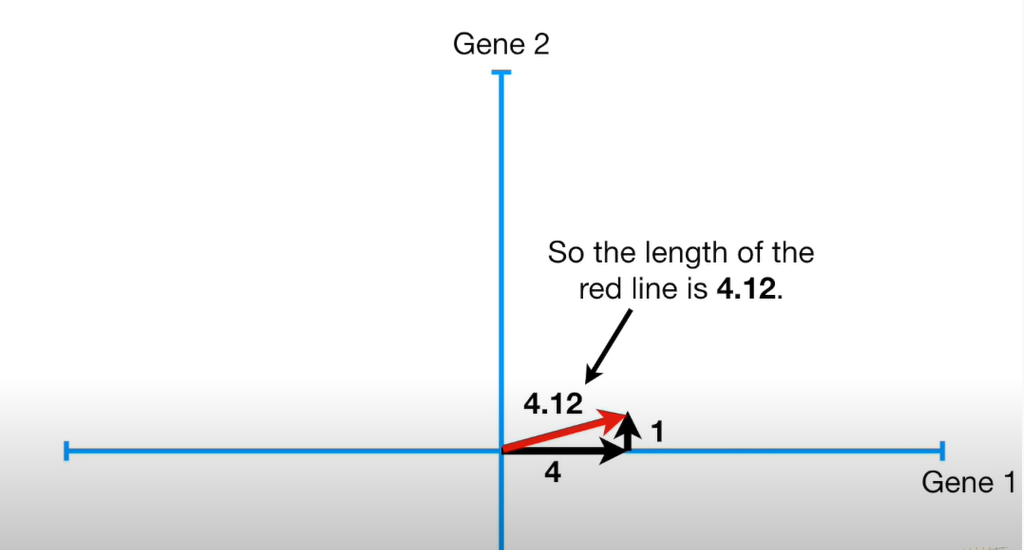 Gene 2
So the length of the
red line is 4.12.
4.12
1
4
Gene 1